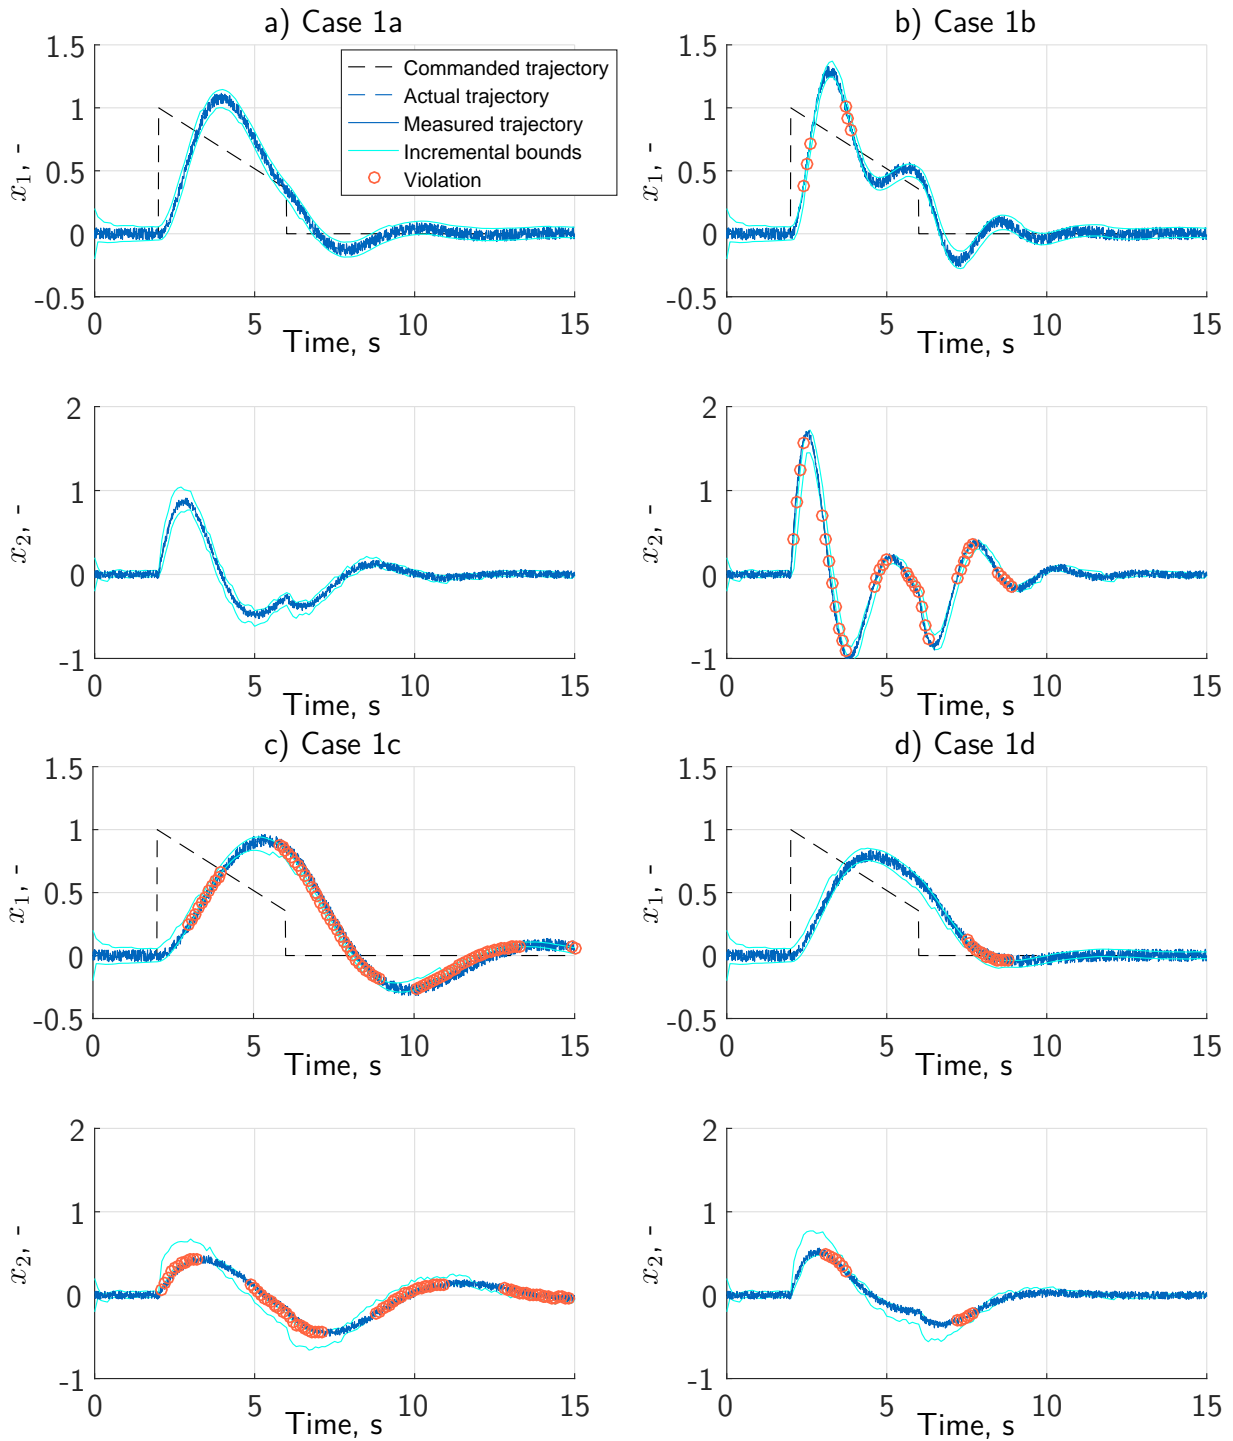 a) Case 1a
1.5
1
0.5
0
-0.5
x1, -
0
5
10
15
Time, s
Commanded trajectory
Actual trajectory
Measured trajectory
Incremental bounds
Violation
b) Case 1b
1.5
1
0.5
0
-0.5
x1, -
0
5
10
15
Time, s
2
1
0
-1
x2, -
0
5
10
15
Time, s
2
1
0
-1
x2, -
0
5
10
15
Time, s
c) Case 1c
1.5
1
0.5
0
-0.5
x1, -
0
5
10
15
Time, s
d) Case 1d
1.5
1
0.5
0
-0.5
x1, -
0
5
10
15
Time, s
2
1
0
-1
x2, -
0
5
10
15
Time, s
2
1
0
-1
x2, -
0
5
10
15
Time, s